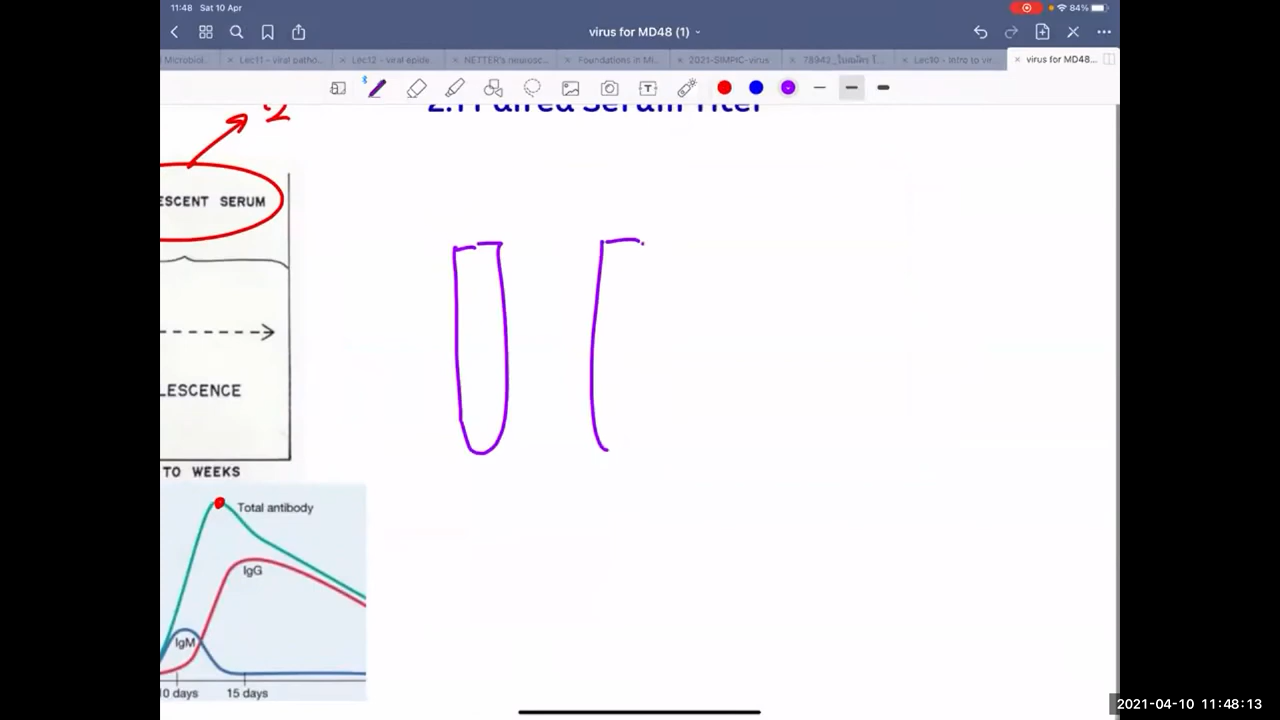 11:48 Sat 10 Apr
84%
virus for MD48 (1)
Microbiol...
Lec11 - viral patho...
Lec12 - viral epide...
NETTER's neurosc...
Foundations in Mi...
2021-SIMPIC-virus
Lec10 - Intro to vir...
virus for MD48...
2.1 Paired Serum Titer
2
ESCENT SERUM
LESCENCE
TO WEEKS
Total antibody
IgG
IgM
10 days 15 days
2021-04-10 11:48:13